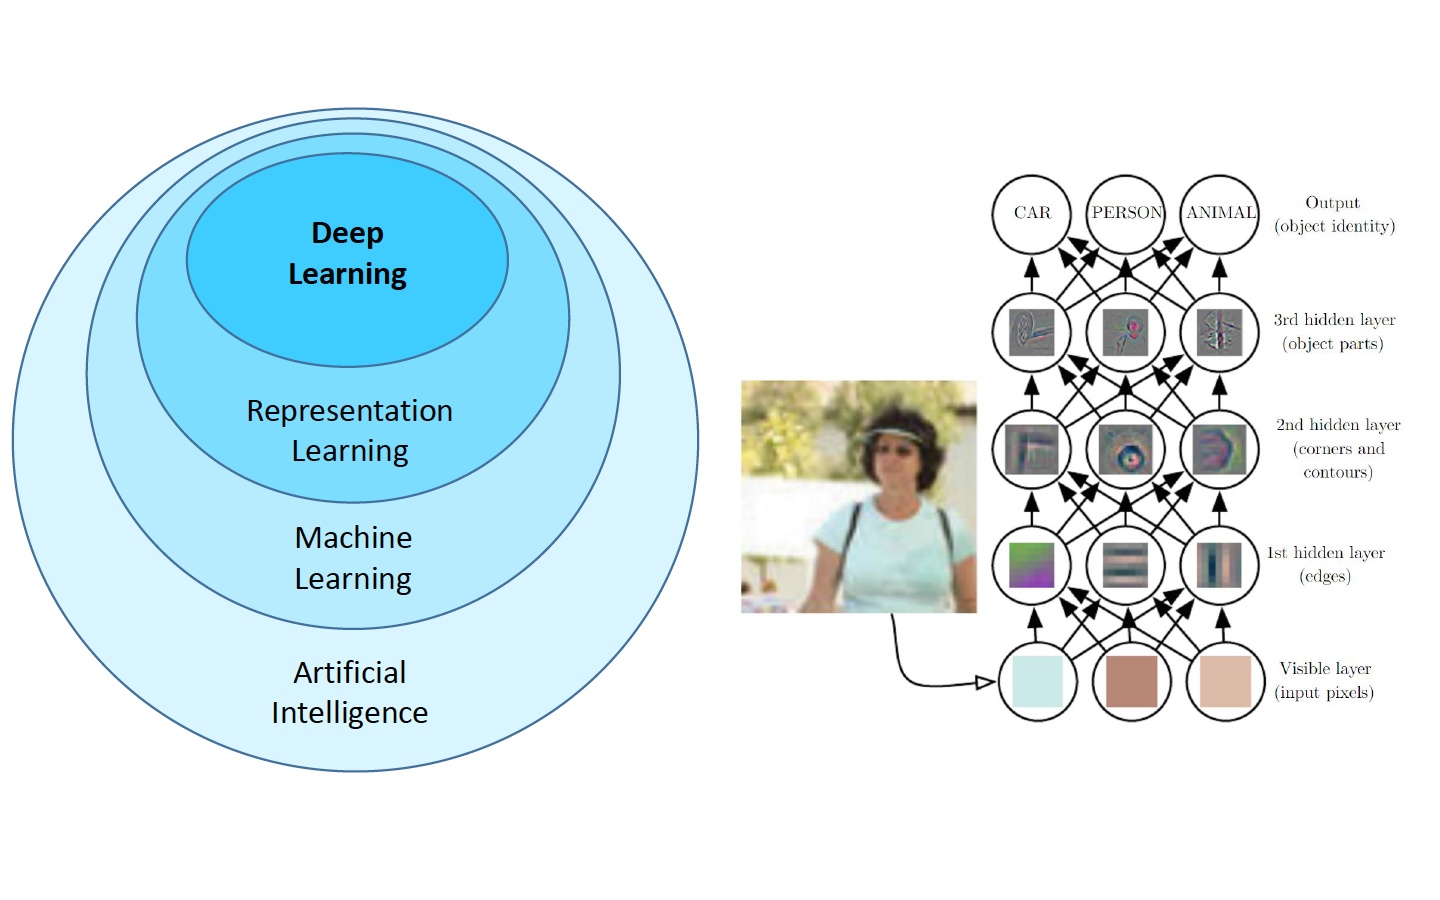 Deep
Learning
Representation
Learning
Machine
Learning
Artificial
Intelligence
CAR
PERSON
ANIMAL
Output
(object identity)
3rd hidden layer
(object parts)
2nd hidden layer
(corners and
contours)
1st hidden layer
(edges)
Visible layer
(input pixels)